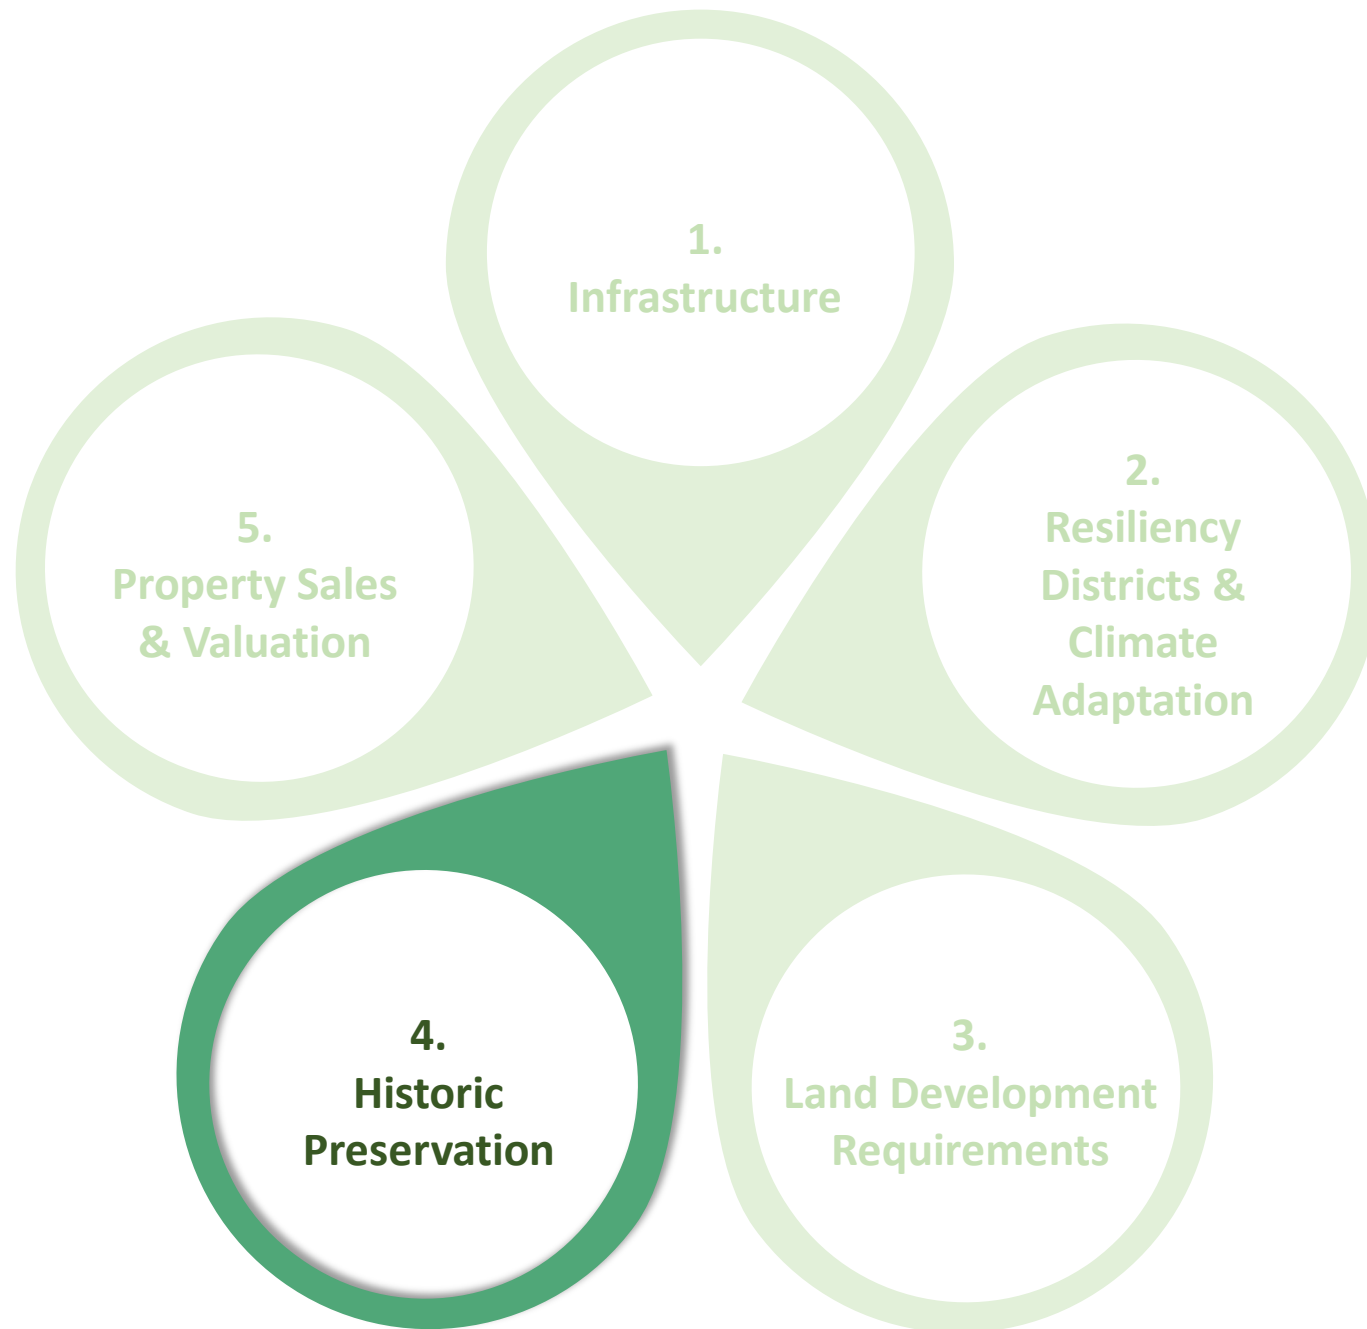 1.
Infrastructure
2.
Resiliency
Districts &
Climate
Adaptation
3.
Land Development
Requirements
4.
Historic
Preservation
5.
Property Sales
& Valuation